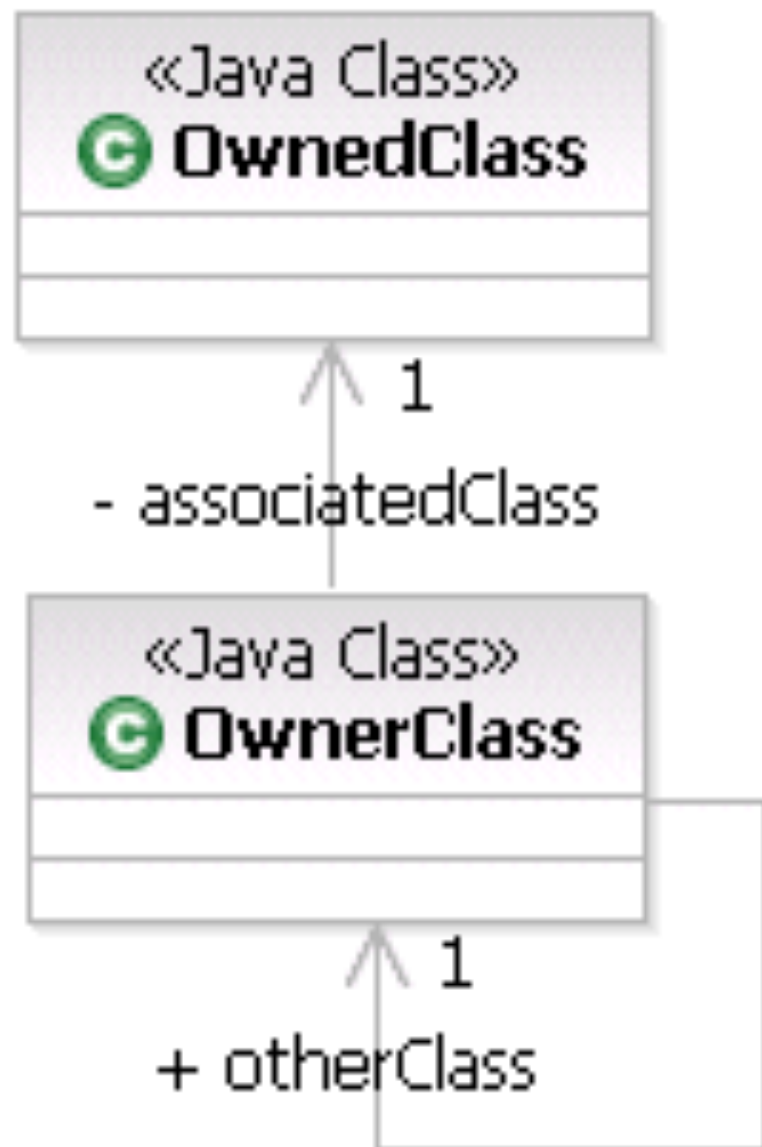 «Java Class»
C OwnedClass
1
- associatedClass
«Java Class»
C OwnerClass
1
+ otherClass